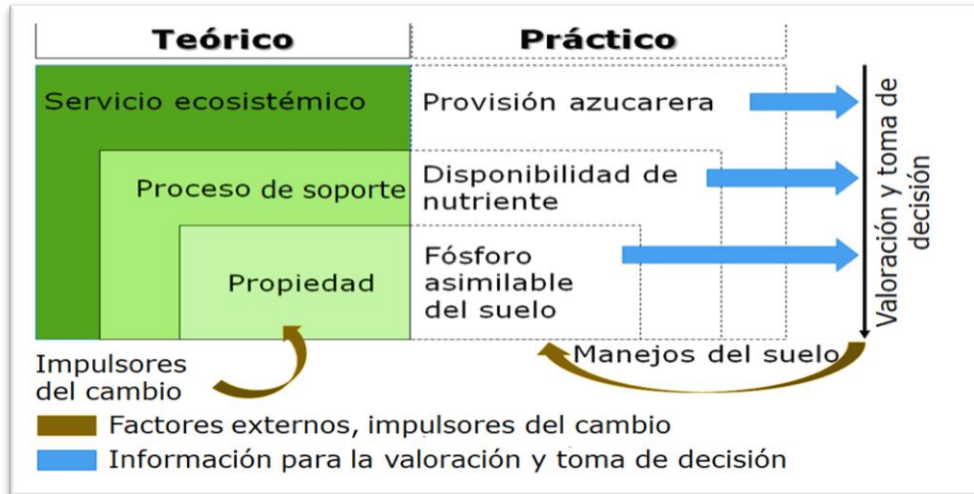 Teórico
Práctico
Servicio ecosistémico
Provisión azucarera
Proceso de soporte
Disponibilidad de
nutriente
Propiedad
Fósforo
asimilable
del suelo
Valoración y toma de
decisión
Impulsores
del cambio
Manejos del suelo
Factores externos, impulsores del cambio
Información para la valoración y toma de decisión